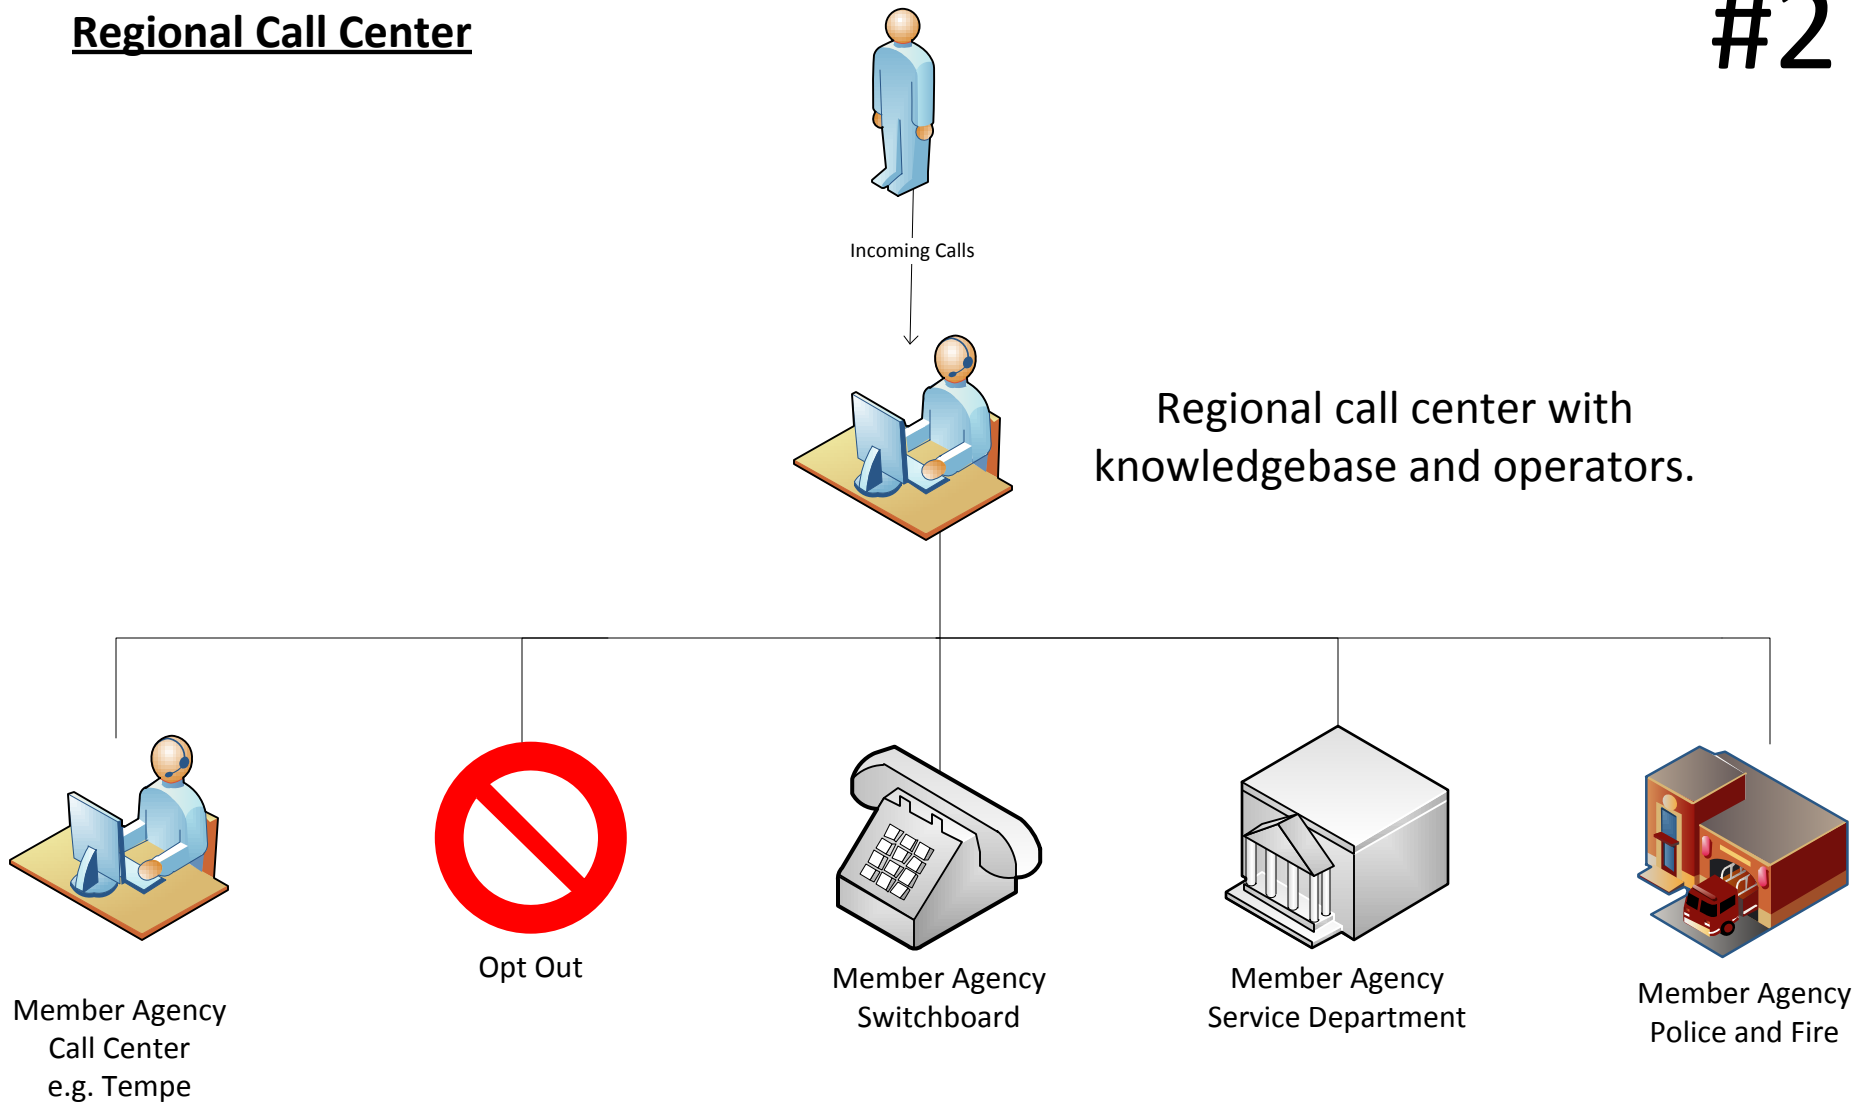 Regional Call Center
#2
Incoming Calls
Regional call center with
knowledgebase and operators.
Member Agency
Call Center
e.g. Tempe
Opt Out
Member Agency
Switchboard
Member Agency
Service Department
Member Agency
Police and Fire